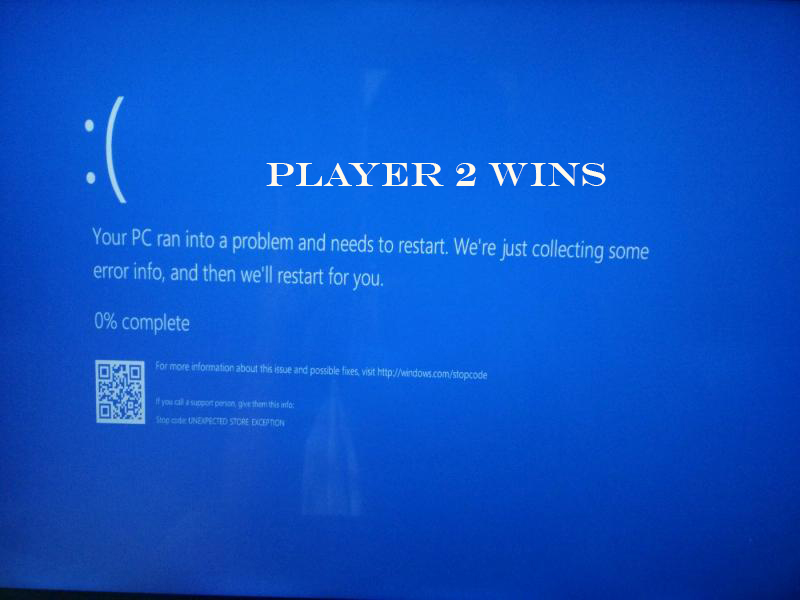 :(
PLAYER 2 WINS
Your PC ran into a problem and needs to restart. We're just collecting some
error info, and then we'll restart for you.
0% complete
For more information about this issue and possible fixes, visit http://windows.com/stopcode
If you call a support person, give them this info:
Stop code: UNEXPECTED STORE EXCEPTION